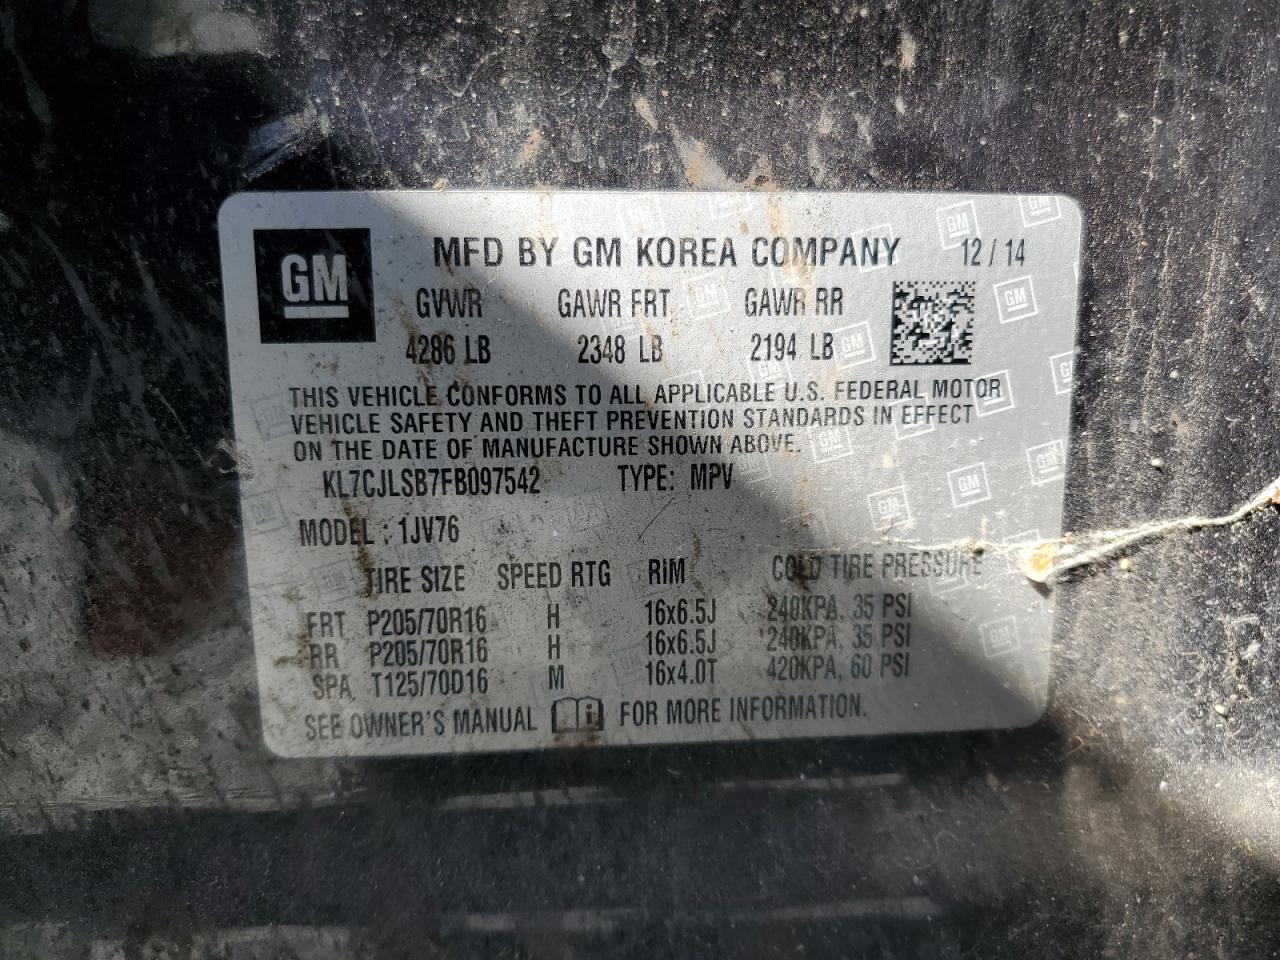 GM MFD BY GM KOREA COMPANY 12/14
GVWR GAWR FRT GAWR RR
4286 LB 2348 LB 2194 LB
THIS VEHICLE CONFORMS TO ALL APPLICABLE U.S. FEDERAL MOTOR
VEHICLE SAFETY AND THEFT PREVENTION STANDARDS IN EFFECT
ON THE DATE OF MANUFACTURE SHOWN ABOVE.
KL7CJLSB7FB097542 TYPE: MPV
MODEL : 1JV76
TIRE SIZE SPEED RTG RIM COLD TIRE PRESSURE
FRT P205/70R16 H 16x6.5J 240KPA, 35 PSI
RR P205/70R16 H 16x6.5J 240KPA, 35 PSI
SPA T125/70D16 M 16x4.0T 420KPA, 60 PSI
SEE OWNER'S MANUAL i FOR MORE INFORMATION.